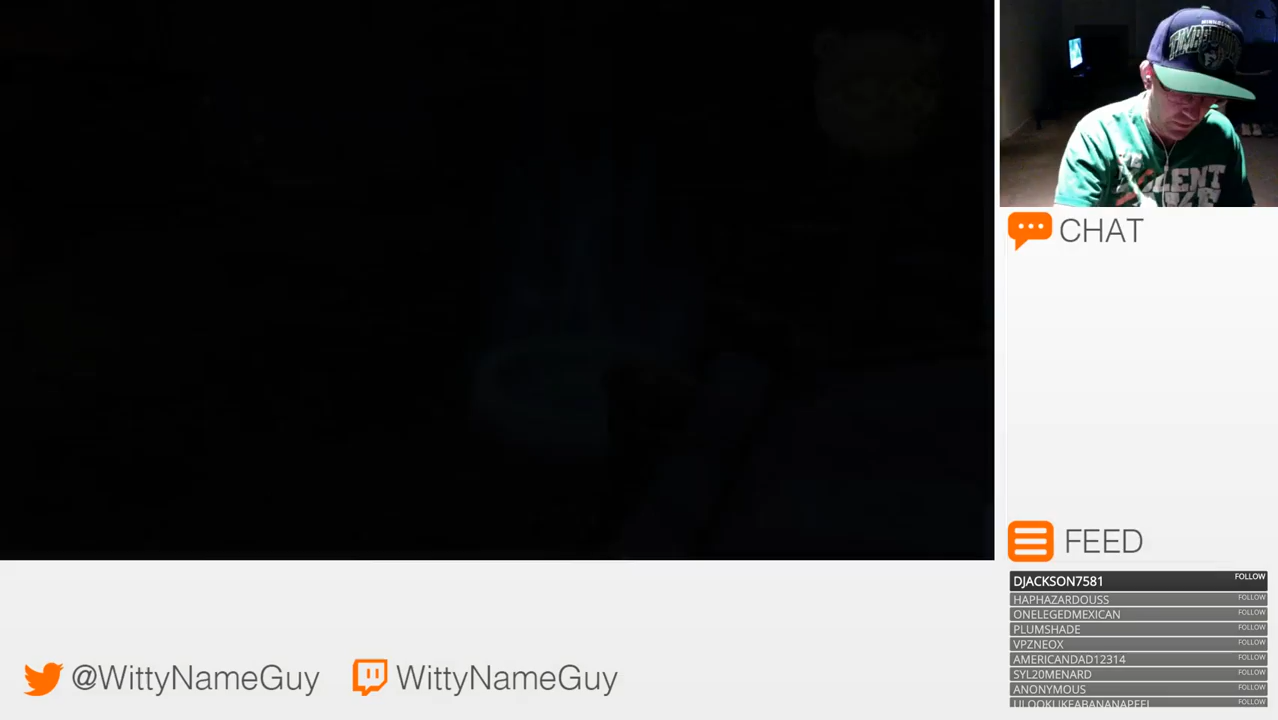 CHAT
FEED
DJACKSON7581 FOLLOW
HAPHAZARDOUSS FOLLOW
ONELEGEDMEXICAN FOLLOW
PLUMSHADE FOLLOW
VPZNEOX FOLLOW
AMERICANDAD12314 FOLLOW
SYL20MENARD FOLLOW
ANONYMOUS FOLLOW
@WittyNameGuy WittyNameGuy